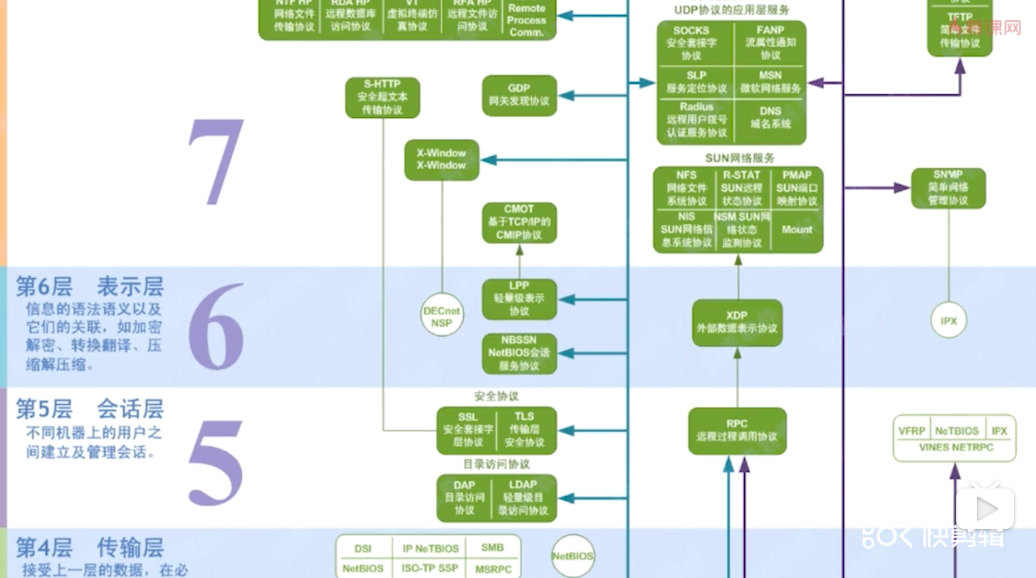 NTF HP
网络文件
传输协议
RDA HP
远程数据库
访问协议
VT
虚拟终端仿
真协议
RFA HP
远程文件访
问协议
Remote
Process
Comm.
UDP协议的应用层服务
SOCKS
安全套接字
协议
FANP
流属性通知
协议
SLP
服务定位协议
MSN
微软网络服务
Radius
远程用户拨号
认证服务协议
DNS
域名系统
TFTP
简单文件
传输协议
课网
S-HTTP
安全超文本
传输协议
GDP
网关发现协议
7
X-Window
X-Window
SUN网络服务
NFS
网络文件
系统协议
R-STAT
SUN远程
状态协议
PMAP
SUN端口
映射协议
NIS
SUN网络信
息系统协议
NSM SUN网
络状态
监测协议
Mount
SNMP
简单网络
管理协议
CMOT
基于TCP/IP的
CMIP协议
第6层 表示层
信息的语法语义以及
它们的关联，如加密
解密、转换翻译、压
缩解压缩。
6
DECnet
NSP
LPP
轻量级表示
协议
XDP
外部数据表示协议
IPX
NBSSN
NetBIOS会话
服务协议
第5层 会话层
不同机器上的用户之
间建立及管理会话。
5
安全协议
SSL
安全套接字
层协议
TLS
传输层
安全协议
RPC
远程过程调用协议
VFRP
NeTBIOS
IPX
VINES NETRPC
目录访问协议
DAP
目录访问
协议
LDAP
轻量级目
录访问协议
第4层 传输层
接受上一层的数据，在必
DSI
IP NeTBIOS
SMB
NetBIOS
ISO-TP SSP
MSRPC
NetBIOS
快剪辑